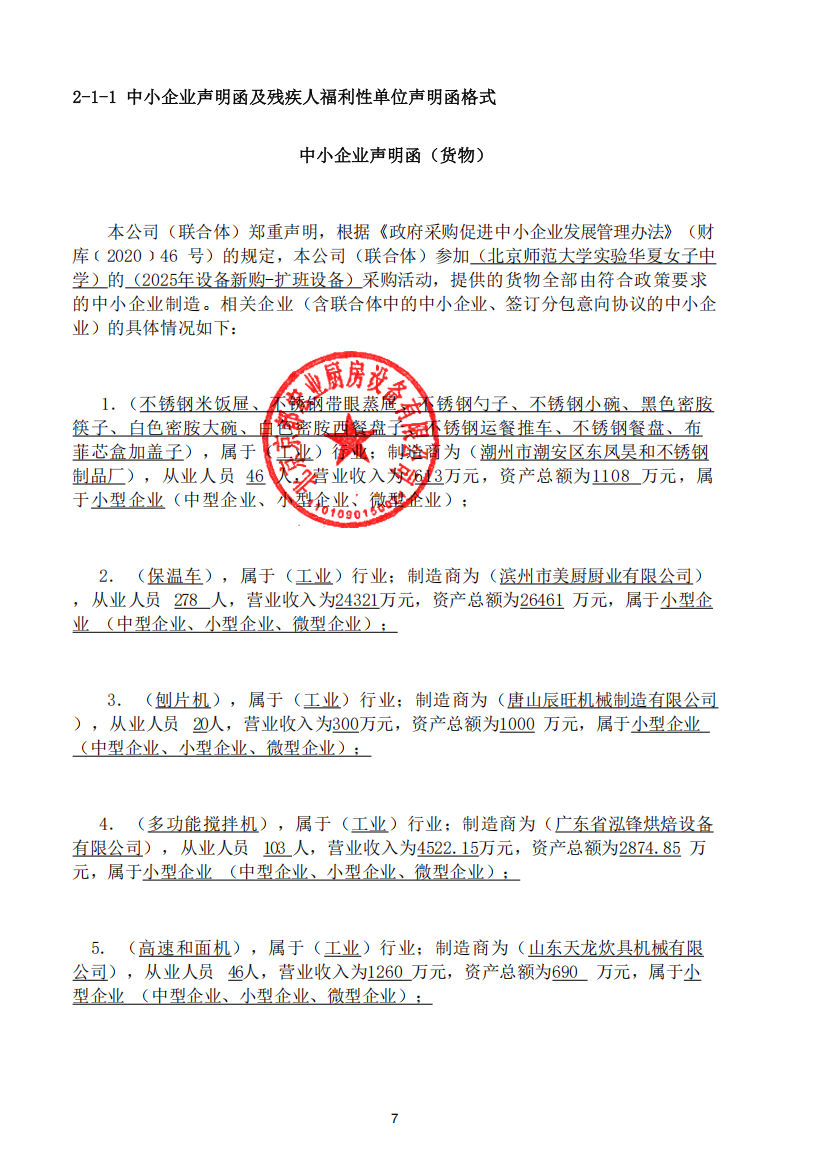 2-1-1 中小企业声明函及残疾人福利性单位声明函格式
中小企业声明函（货物）
本公司（联合体）郑重声明，根据《政府采购促进中小企业发展管理办法》（财
库﹝2020﹞46 号）的规定，本公司（联合体）参加（北京师范大学实验华夏女子中
学）的（2025年设备新购-扩班设备）采购活动，提供的货物全部由符合政策要求
的中小企业制造。相关企业（含联合体中的中小企业、签订分包意向协议的中小企
业）的具体情况如下：
1.（不锈钢米饭屉、不锈钢带眼蒸屉、不锈钢勺子、不锈钢小碗、黑色密胺
筷子、白色密胺大碗、白色密胺西餐盘子、不锈钢运餐推车、不锈钢餐盘、布
菲芯盒加盖子），属于（工业）行业；制造商为（潮州市潮安区东凤昊和不锈钢
制品厂），从业人员 46 人，营业收入为 613万元，资产总额为1108 万元，属
于小型企业（中型企业、小型企业、微型企业）；
2. （保温车），属于（工业）行业；制造商为（滨州市美厨厨业有限公司）
，从业人员 278 人，营业收入为24321万元，资产总额为26461 万元，属于小型企
业 （中型企业、小型企业、微型企业）；
3. （刨片机），属于（工业）行业；制造商为（唐山辰旺机械制造有限公司
），从业人员 20人，营业收入为300万元，资产总额为1000 万元，属于小型企业
（中型企业、小型企业、微型企业）；
4. （多功能搅拌机），属于（工业）行业；制造商为（广东省泓锋烘焙设备
有限公司），从业人员 103 人，营业收入为4522.15万元，资产总额为2874.85 万
元，属于小型企业 （中型企业、小型企业、微型企业）；
5. （高速和面机），属于（工业）行业；制造商为（山东天龙炊具机械有限
公司），从业人员 46人，营业收入为1260 万元，资产总额为690 万元，属于小
型企业 （中型企业、小型企业、微型企业）；
7